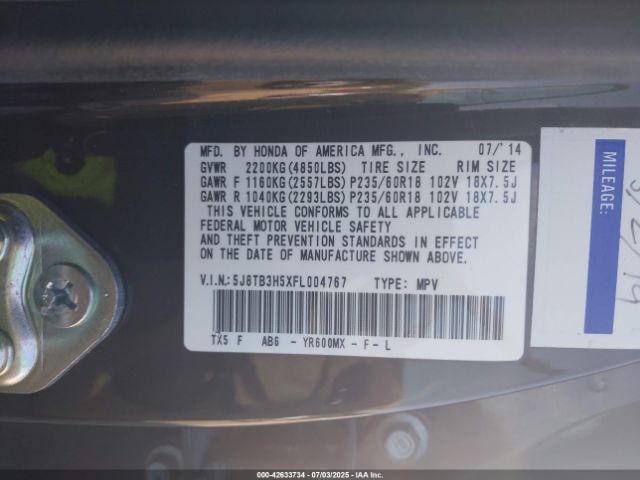 MFD. BY HONDA OF AMERICA MFG., INC. 07/'14
GVWR 2200KG(4850LBS) TIRE SIZE RIM SIZE
GAWR F 1160KG(2557LBS)P235/60R18 102V 18X7.5J
GAWR R 1040KG(2293LBS)P235/60R18 102V 18X7.5J
THIS VEHICLE CONFORMS TO ALL APPLICABLE
FEDERAL MOTOR VEHICLE SAFETY
AND THEFT PREVENTION STANDARDS IN EFFECT
ON THE DATE OF MANUFACTURE SHOWN ABOVE.
V.I.N.:5J8TB3H5XFL004767 TYPE: MPV
TX5 F AB6 - YR600MX - F - L
MILEAGE:
000-42633734 - 07/03/2025 - IAA Inc.